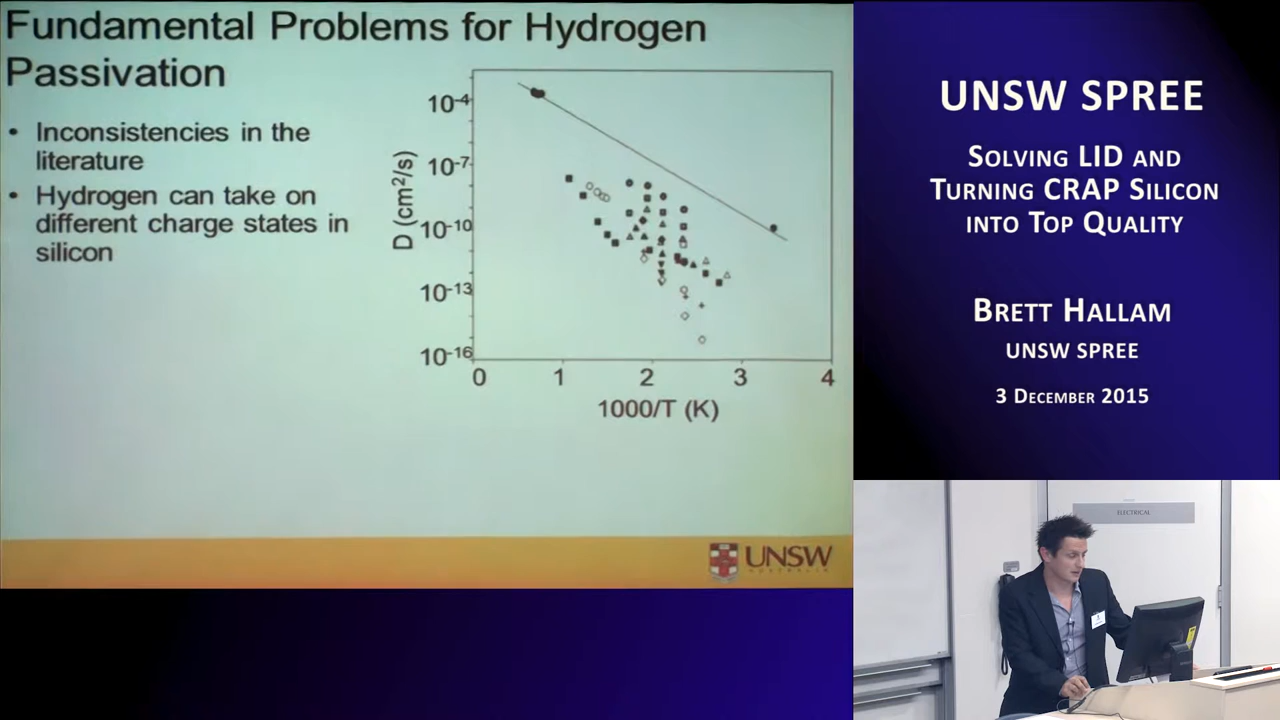 Fundamental Problems for Hydrogen
Passivation
• Inconsistencies in the
literature
• Hydrogen can take on
different charge states in
silicon
D (cm²/s)
10⁻⁴
10⁻⁷
10⁻¹⁰
10⁻¹³
10⁻¹⁶
0 1 2 3 4
1000/T (K)
UNSW
AUSTRALIA
UNSW SPREE
SOLVING LID AND
TURNING CRAP SILICON
INTO TOP QUALITY
BRETT HALLAM
UNSW SPREE
3 DECEMBER 2015
ELECTRICAL